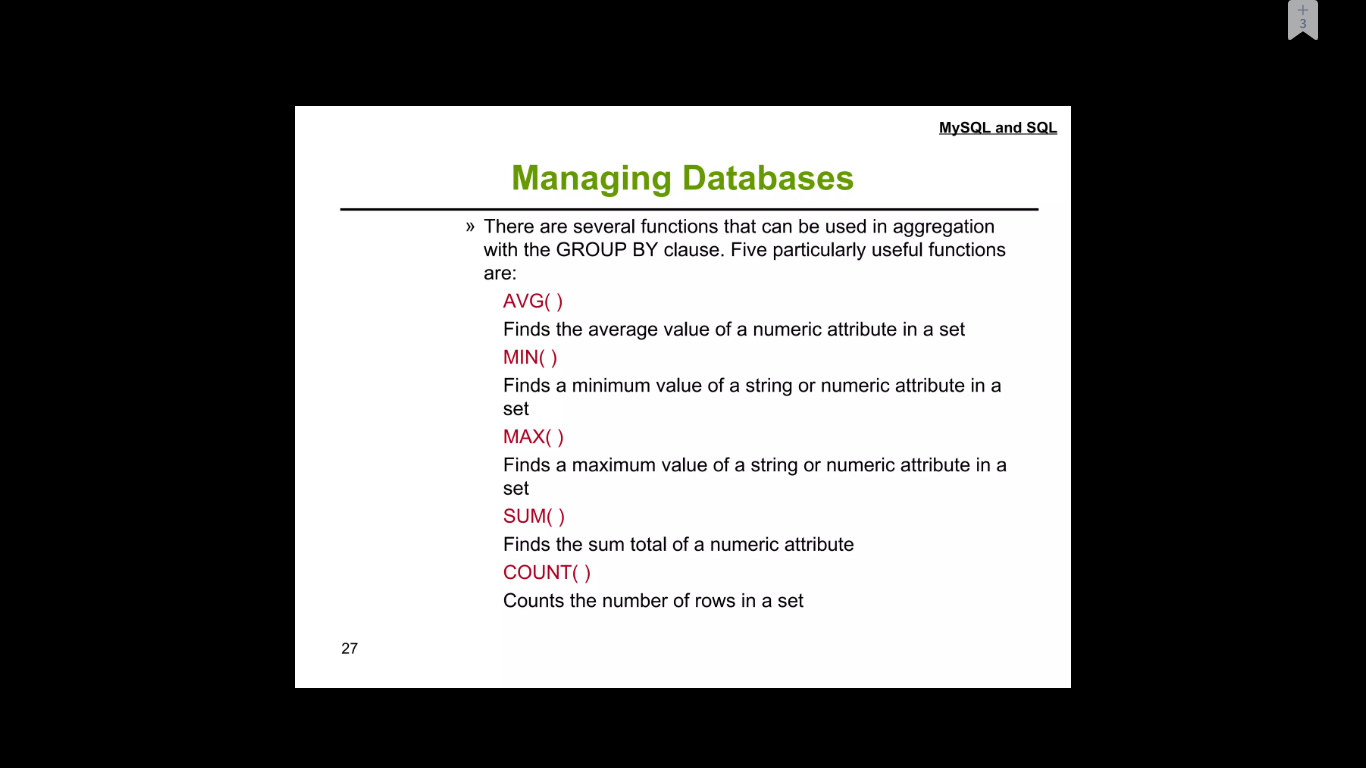 +
3
MySQL and SQL
Managing Databases
» There are several functions that can be used in aggregation
with the GROUP BY clause. Five particularly useful functions
are:
AVG( )
Finds the average value of a numeric attribute in a set
MIN( )
Finds a minimum value of a string or numeric attribute in a
set
MAX( )
Finds a maximum value of a string or numeric attribute in a
set
SUM( )
Finds the sum total of a numeric attribute
COUNT( )
Counts the number of rows in a set
27